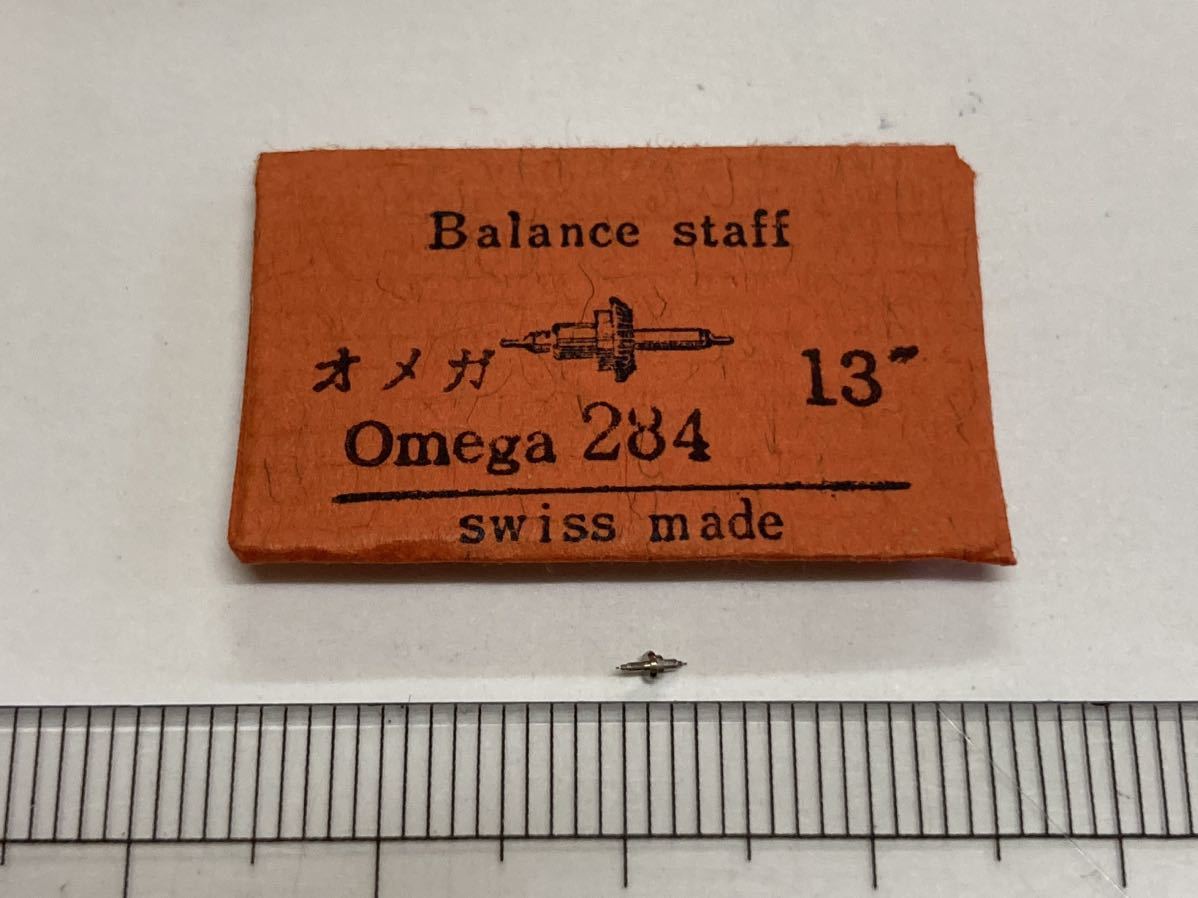 Balance staff
オメガ 13‴
Omega 284
swiss made